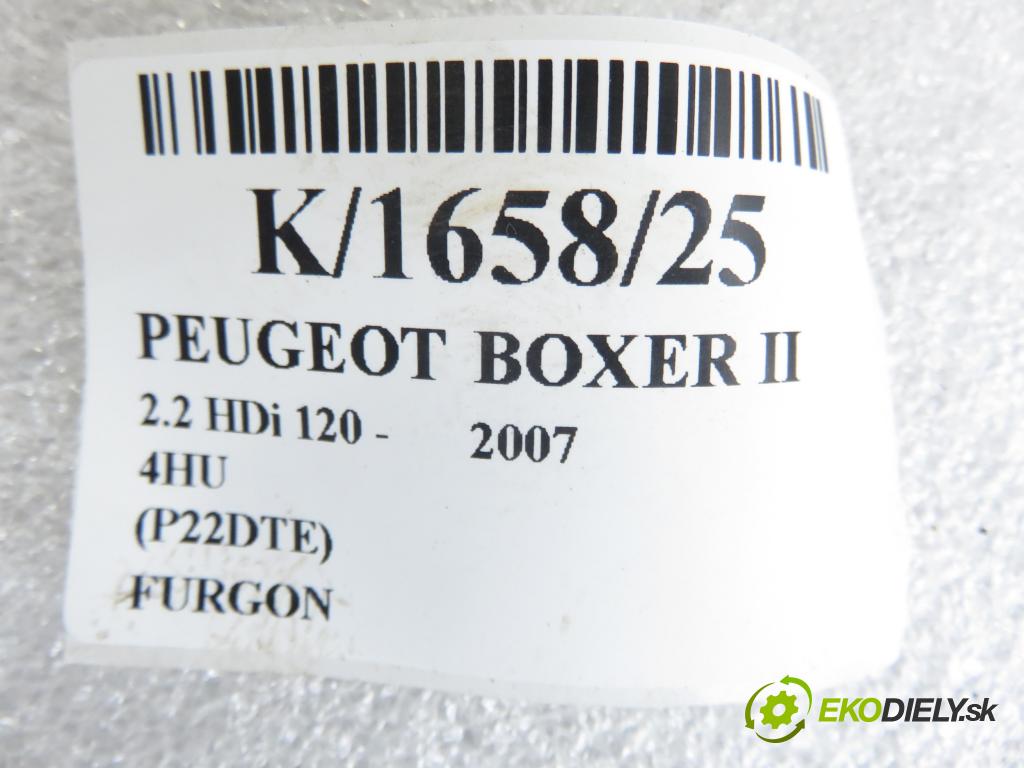 K/1658/25
PEUGEOT BOXER II
2.2 HDi 120 - 2007
4HU
(P22DTE)
FURGON
EKODIELY.sk